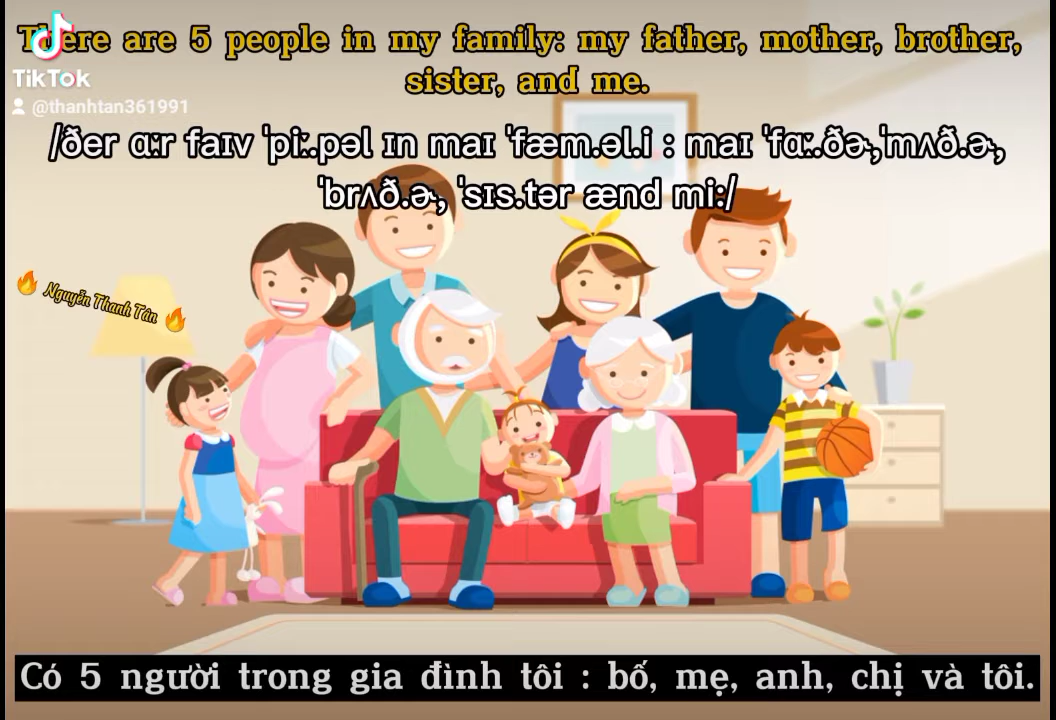 There are 5 people in my family: my father, mother, brother,
sister, and me.
TikTok
@thanhtan361991
/ðer ɑːr faɪv ˈpiː.pəl ɪn maɪ ˈfæm.əl.i : maɪ ˈfɑː.ðɚ,ˈmʌð.ɚ,
ˈbrʌð.ɚ, ˈsɪs.tər ænd mi:/
🔥 Nguyễn Thanh Tân 🔥
Có 5 người trong gia đình tôi : bố, mẹ, anh, chị và tôi.